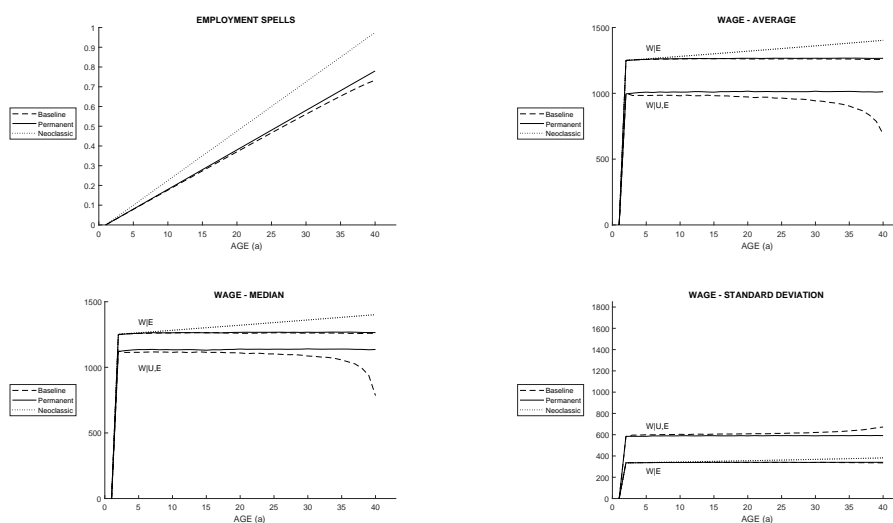 EMPLOYMENT SPELLS
1
0.9
0.8
0.7
0.6
0.5
0.4
0.3
0.2
0.1
0
0 5 10 15 20 25 30 35 40
AGE (a)
Baseline
Permanent
Neoclassic
WAGE - AVERAGE
1500
1000
500
0
W|E
W|U,E
0 5 10 15 20 25 30 35 40
AGE (a)
Baseline
Permanent
Neoclassic
WAGE - MEDIAN
1500
1000
500
0
W|E
W|U,E
0 5 10 15 20 25 30 35 40
AGE (a)
Baseline
Permanent
Neoclassic
WAGE - STANDARD DEVIATION
1800
1600
1400
1200
1000
800
600
400
200
0
W|U,E
W|E
0 5 10 15 20 25 30 35 40
AGE (a)
Baseline
Permanent
Neoclassic